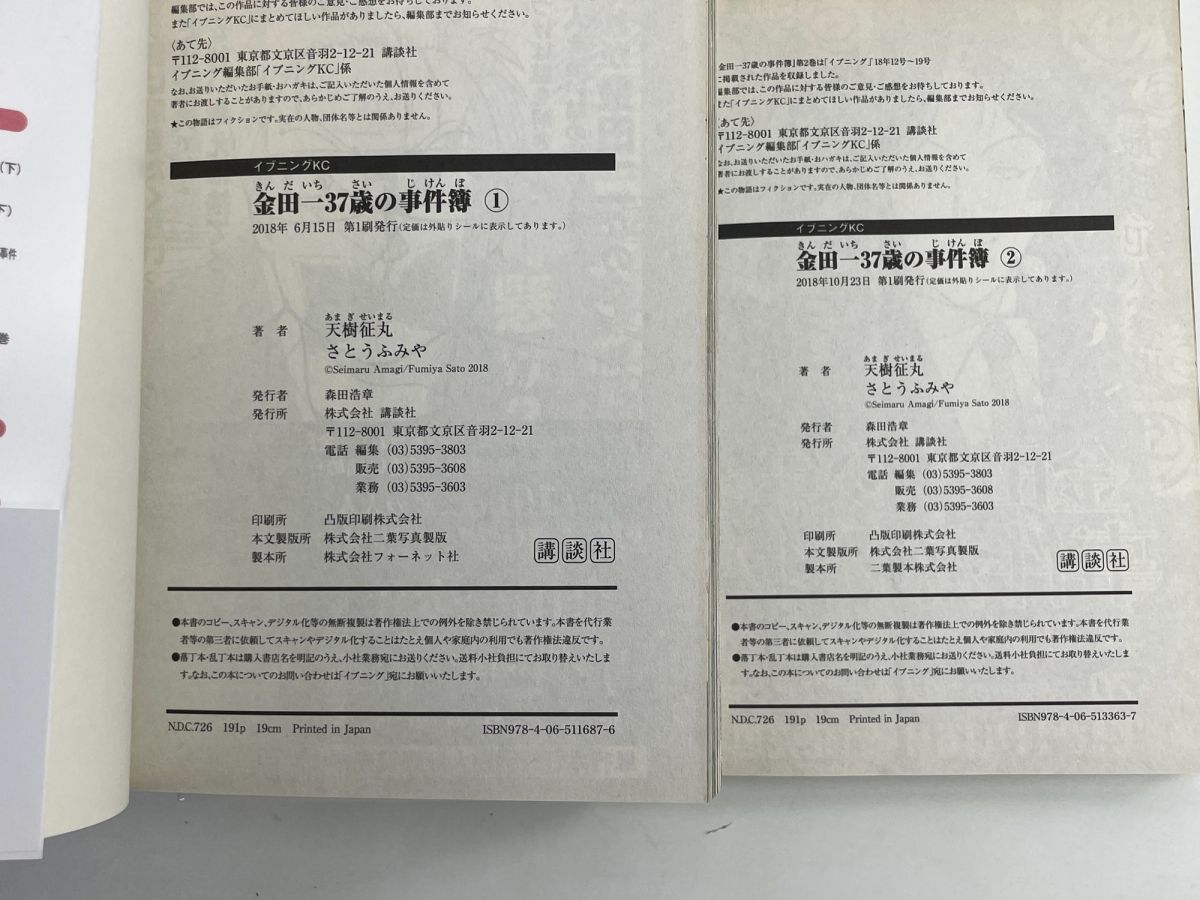 (下)
下)
事件
巻
編集部では、この作品に対する皆様のご意見・ご感想をお待ちしております。
また「イブニングKC」にまとめてほしい作品がありましたら、編集部までお知らせください。
〈あて先〉
〒112-8001 東京都文京区音羽2-12-21 講談社
イブニング編集部「イブニングKC」係
なお、お送りいただいたお手紙・おハガキは、ご記入いただいた個人情報を含めて
著者にお渡しすることがありますので、あらかじめご了解のうえ、お送りください。
★この物語はフィクションです。実在の人物、団体名等とは関係ありません。
イブニングKC
きんだいち さい じけんぼ
金田一37歳の事件簿 ①
2018年 6月15日 第1刷発行(定価は外貼りシールに表示してあります。)
あまぎせいまる
著者 天樹征丸
さとうふみや
©Seimaru Amagi/Fumiya Sato 2018
発行者 森田浩章
発行所 株式会社 講談社
〒112-8001 東京都文京区音羽2-12-21
電話 編集 (03)5395-3803
販売 (03)5395-3608
業務 (03)5395-3603
印刷所 凸版印刷株式会社
本文製版所 株式会社二葉写真製版
製本所 株式会社フォーネット社
講談社
●本書のコピー、スキャン、デジタル化等の無断複製は著作権法上での例外を除き禁じられています。本書を代行業
者等の第三者に依頼してスキャンやデジタル化することはたとえ個人や家庭内の利用でも著作権法違反です。
●落丁本・乱丁本は購入書店名を明記のうえ、小社業務宛にお送りください。送料小社負担にてお取り替えいたしま
す。なお、この本についてのお問い合わせは「イブニング」宛にお願いいたします。
N.D.C.726 191p 19cm Printed in Japan ISBN978-4-06-511687-6
金田一37歳の事件簿』第2巻は「イブニング」'18年12号〜19号
に掲載された作品を収録しました。
編集部では、この作品に対する皆様のご意見・ご感想をお待ちしております。
また「イブニングKC」にまとめてほしい作品がありましたら、編集部までお知らせください。
〈あて先〉
〒112-8001 東京都文京区音羽2-12-21 講談社
イブニング編集部「イブニングKC」係
なお、お送りいただいたお手紙・おハガキは、ご記入いただいた個人情報を含めて
著者にお渡しすることがありますので、あらかじめご了解のうえ、お送りください。
★この物語はフィクションです。実在の人物、団体名等とは関係ありません。
イブニングKC
きんだいち さい じけんぼ
金田一37歳の事件簿 ②
2018年10月23日 第1刷発行(定価は外貼りシールに表示してあります。)
あまぎせいまる
著者 天樹征丸
さとうふみや
©Seimaru Amagi/Fumiya Sato 2018
発行者 森田浩章
発行所 株式会社 講談社
〒112-8001 東京都文京区音羽2-12-21
電話 編集 (03)5395-3803
販売 (03)5395-3608
業務 (03)5395-3603
印刷所 凸版印刷株式会社
本文製版所 株式会社二葉写真製版
製本所 二葉製本株式会社
講談社
●本書のコピー、スキャン、デジタル化等の無断複製は著作権法上での例外を除き禁じられています。本書を代行業
者等の第三者に依頼してスキャンやデジタル化することはたとえ個人や家庭内の利用でも著作権法違反です。
●落丁本・乱丁本は購入書店名を明記のうえ、小社業務宛にお送りください。送料小社負担にてお取り替えいたしま
す。なお、この本についてのお問い合わせは「イブニング」宛にお願いいたします。
N.D.C.726 191p 19cm Printed in Japan ISBN978-4-06-513363-7